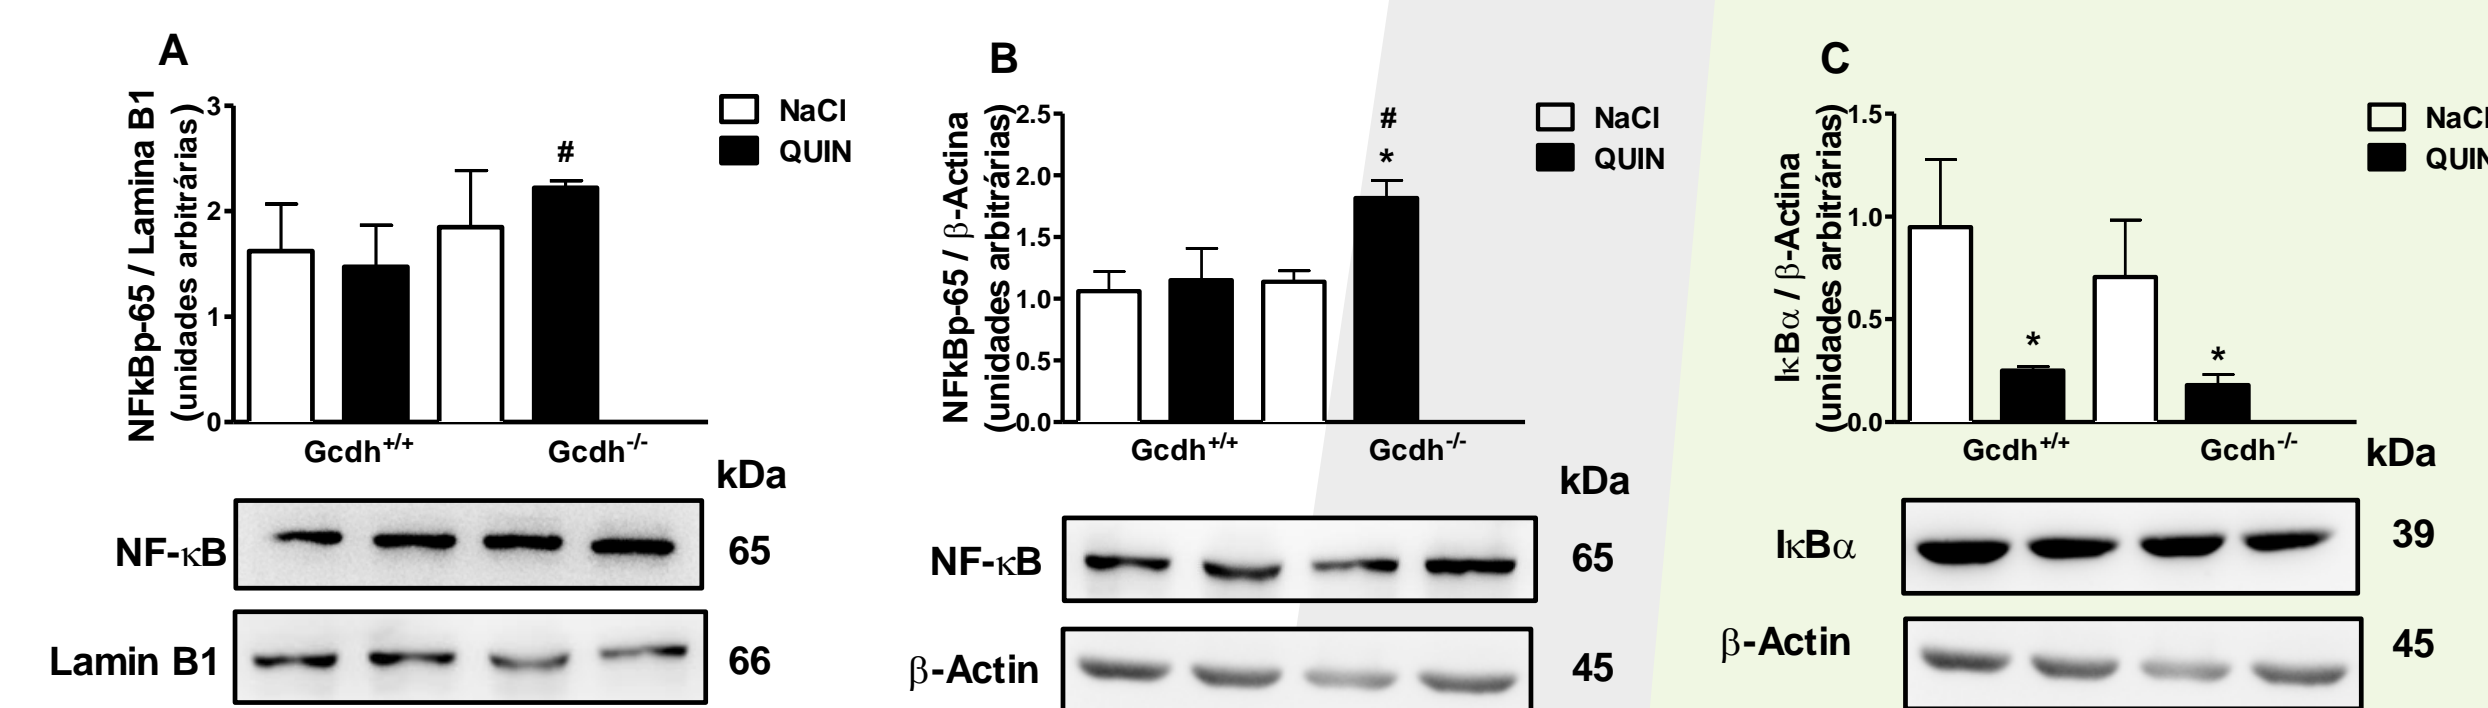 A
NFkBp-65 / Lamina B1
(unidades arbitrárias)
3
2
1
0
#
NaCl
QUIN
Gcdh+/+
Gcdh-/-
kDa
NF-κB
65
Lamin B1
66
B
NFkBp-65 / β-Actina
(unidades arbitrárias)
2.5
2.0
1.5
1.0
0.5
0.0
#
*
NaCl
QUIN
Gcdh+/+
Gcdh-/-
kDa
NF-κB
65
β-Actin
45
C
IκBα / β-Actina
(unidades arbitrárias)
1.5
1.0
0.5
0.0
*
*
NaCl
QUIN
Gcdh+/+
Gcdh-/-
kDa
IκBα
39
β-Actin
45